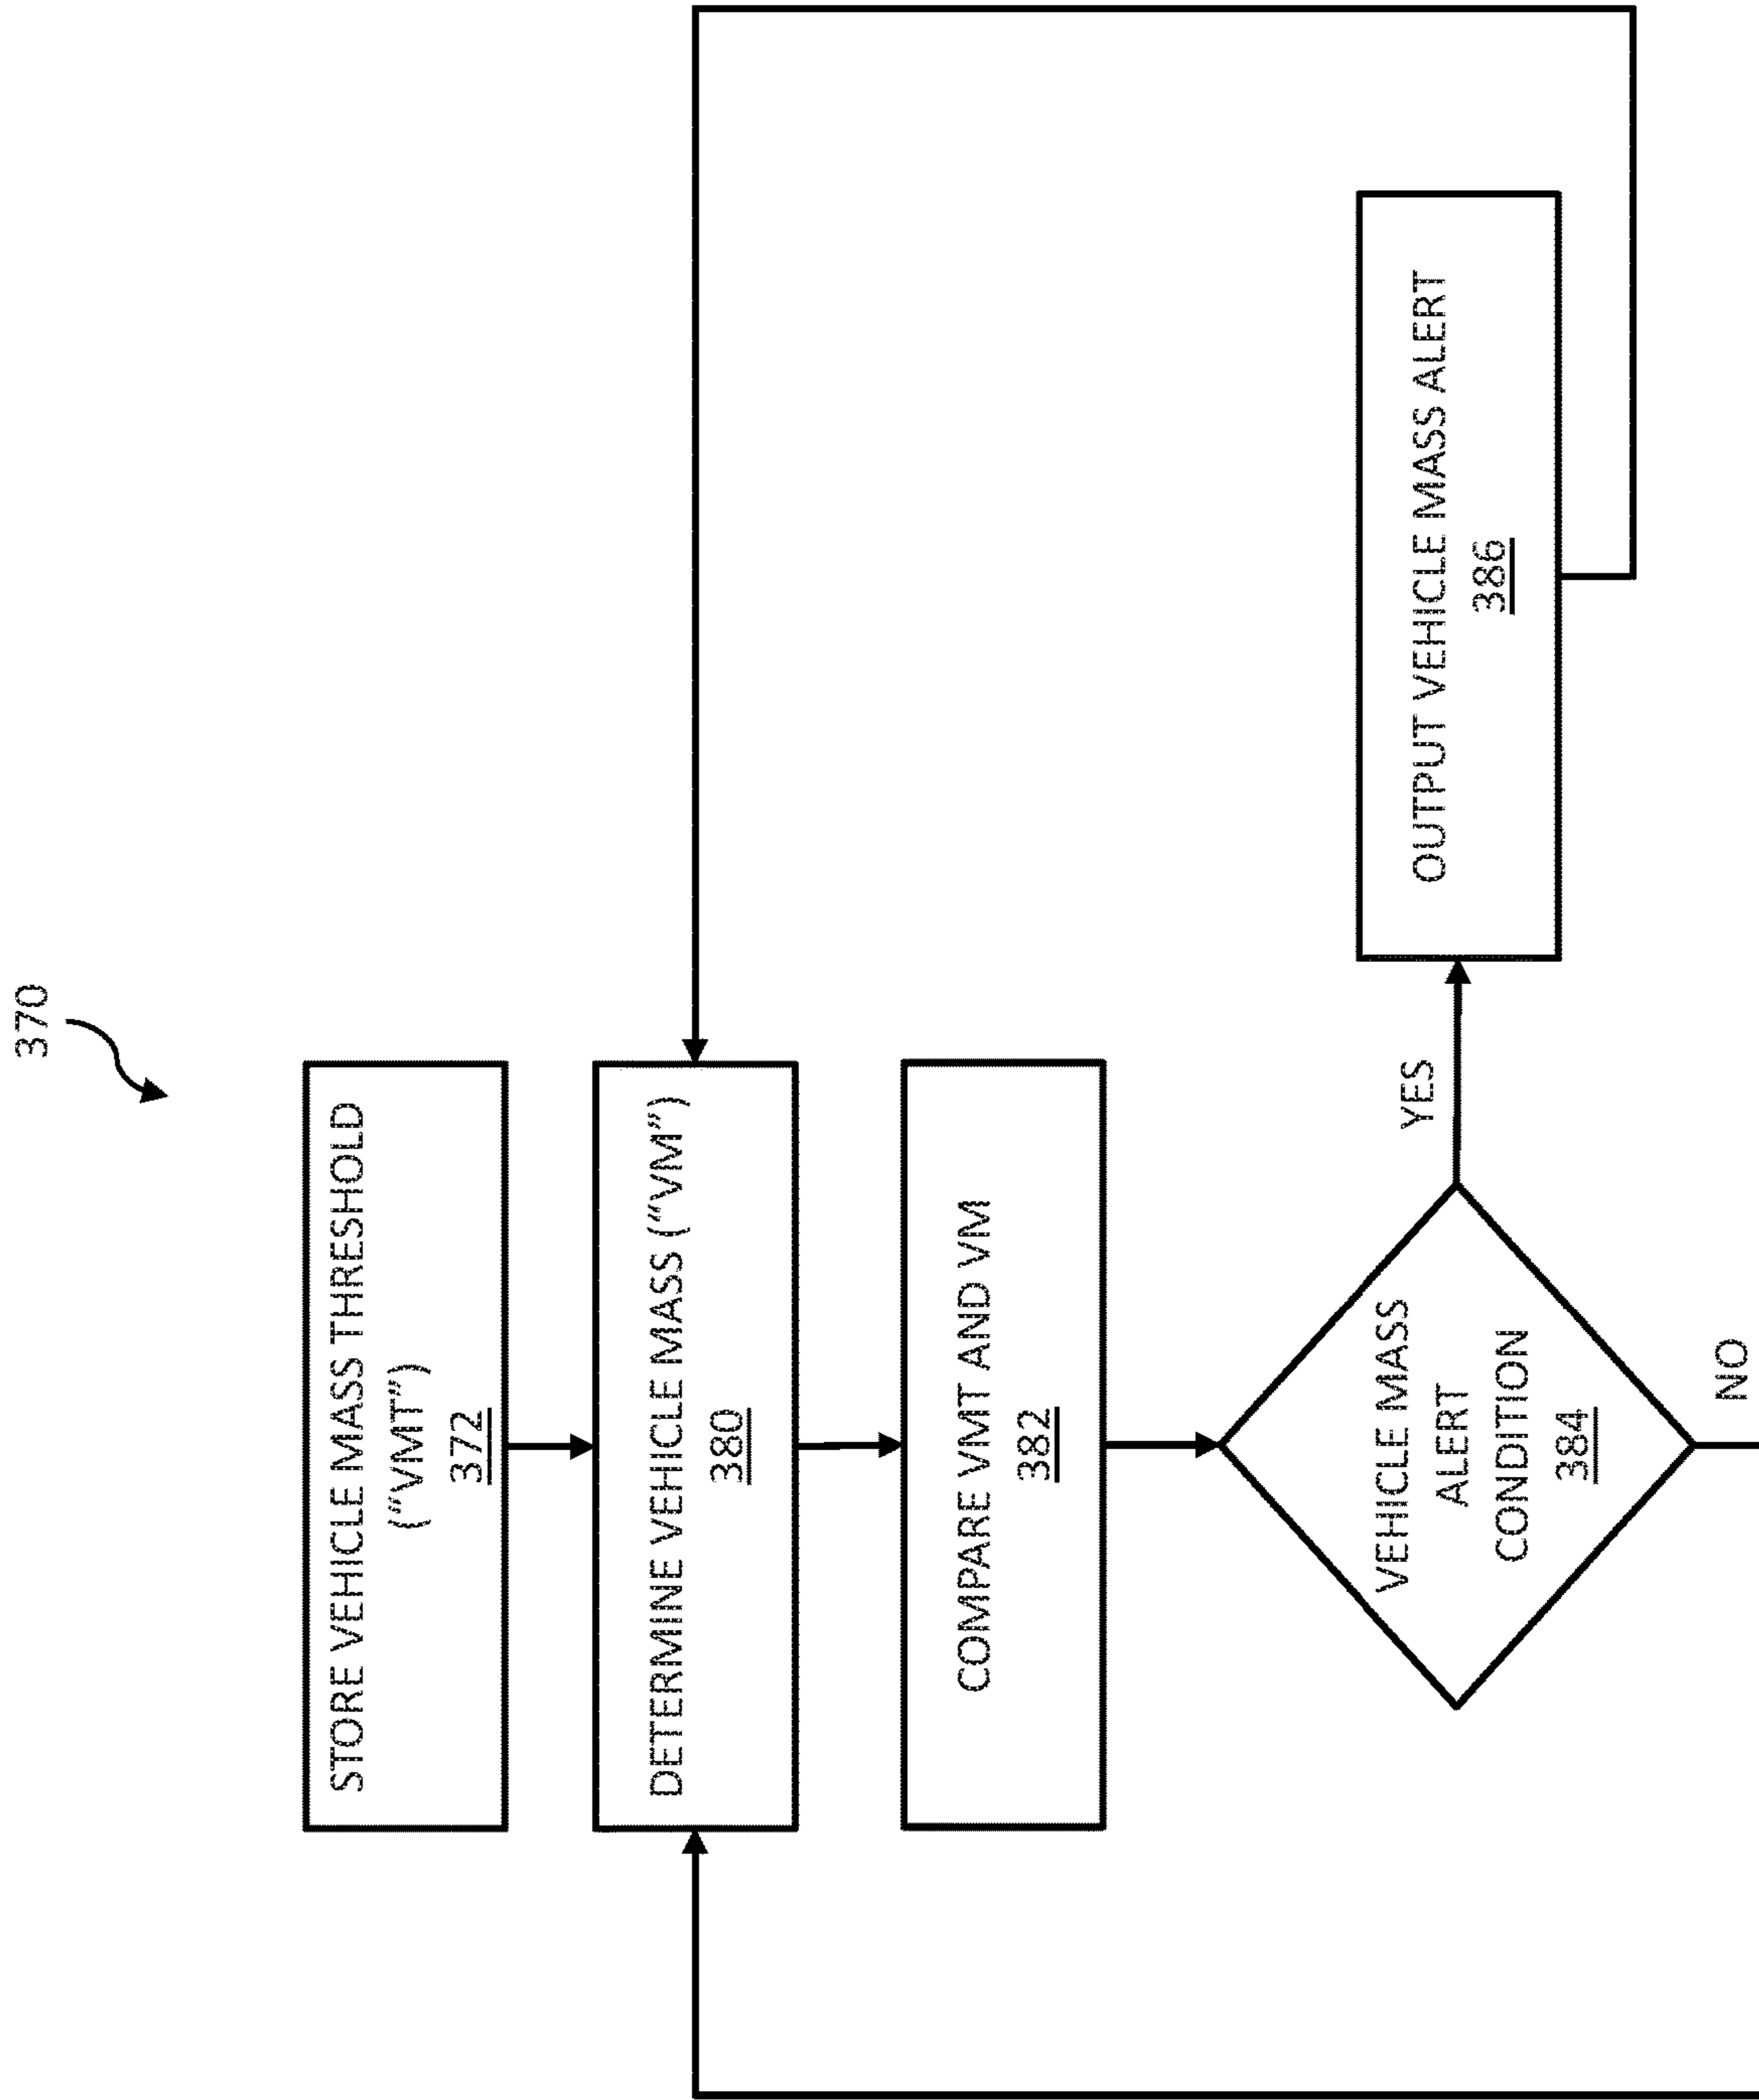 370
STORE VEHICLE MASS THRESHOLD
(“VMT”)
372
DETERMINE VEHICLE MASS (“VM”)
380
COMPARE VMT AND VM
382
VEHICLE MASS
ALERT
CONDITION
384
YES
OUTPUT VEHICLE MASS ALERT
386
NO